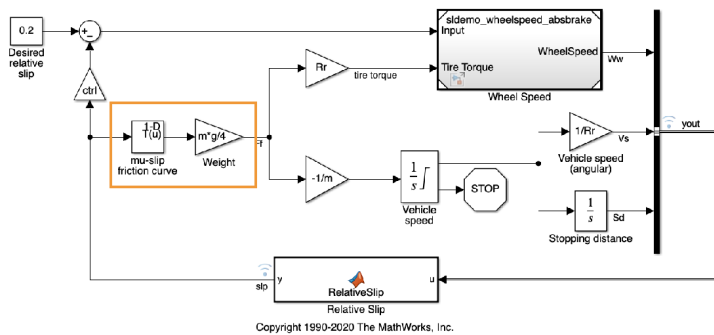 0.2
Desired
relative
slip
+
-
ctrl
1-D
T(u)
mu-slip
friction curve
m*g/4
Weight
Ff
Rr
tire torque
sldemo_wheelspeed_absbrake
Input
WheelSpeed
Tire Torque
Wheel Speed
Ww
-1/m
1
s
Vehicle
speed
STOP
1/Rr
Vs
Vehicle speed
(angular)
1
s
Sd
Stopping distance
yout
slp
y
u
RelativeSlip
Relative Slip
Copyright 1990-2020 The MathWorks, Inc.